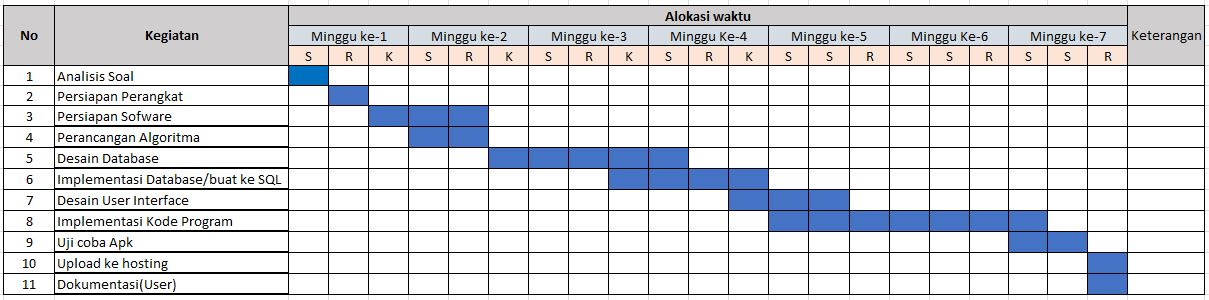 No Kegiatan Alokasi waktu Keterangan
Minggu ke-1 Minggu ke-2 Minggu ke-3 Minggu Ke-4 Minggu ke-5 Minggu Ke-6 Minggu ke-7
S R K S R K S R K S R K S S R S S R S S R
1 Analisis Soal
2 Persiapan Perangkat
3 Persiapan Sofware
4 Perancangan Algoritma
5 Desain Database
6 Implementasi Database/buat ke SQL
7 Desain User Interface
8 Implementasi Kode Program
9 Uji coba Apk
10 Upload ke hosting
11 Dokumentasi(User)